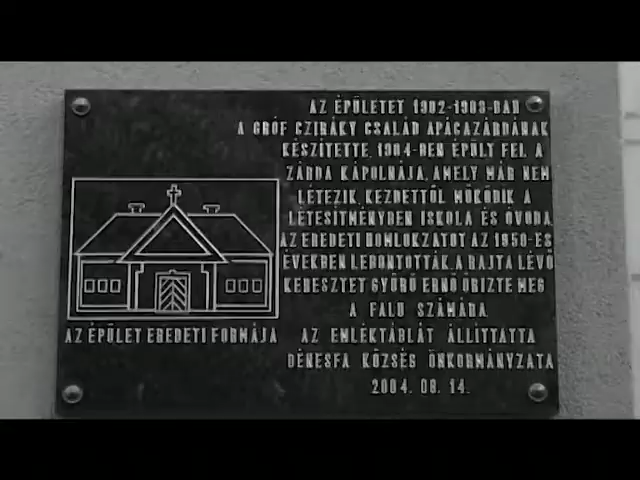 AZ ÉPÜLETET 1902-1903-BAN
A GRÓF CZIRÁKY CSALÁD APÁCAZÁRDÁNAK
KÉSZÍTETTE. 1904-BEN ÉPÜLT FEL A
ZÁRDA KÁPOLNÁJA, AMELY MÁR NEM
LÉTEZIK. KEZDETTŐL MŰKÖDIK A
LÉTESÍTMÉNYBEN ISKOLA ÉS ÓVODA.
AZ EREDETI HOMLOKZATOT AZ 1950-ES
ÉVEKBEN LEBONTOTTÁK. A RAJTA LÉVŐ
KERESZTET GYŰRŰ ERNŐ ŐRIZTE MEG
A FALU SZÁMÁRA.
AZ ÉPÜLET EREDETI FORMÁJA
AZ EMLÉKTÁBLÁT ÁLLÍTTATTA
DÉNESFA KÖZSÉG ÖNKORMÁNYZATA
2004. 08. 14.